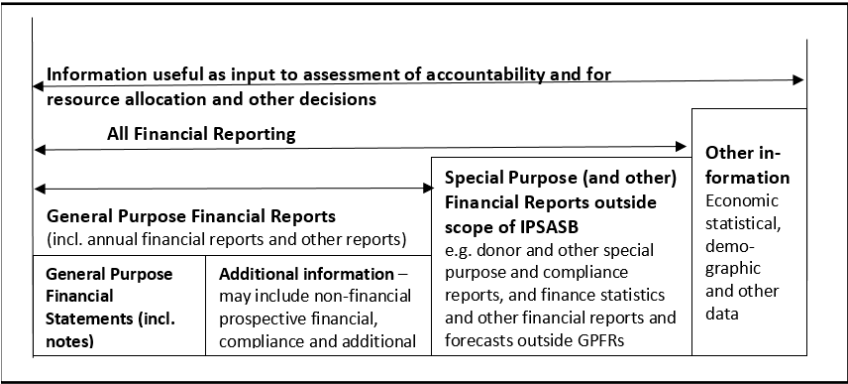 Information useful as input to assessment of accountability and for
resource allocation and other decisions
All Financial Reporting
General Purpose Financial Reports
(incl. annual financial reports and other reports)
General Purpose
Financial
Statements (incl.
notes)
Additional information –
may include non-financial
prospective financial,
compliance and additional
Special Purpose (and other)
Financial Reports outside
scope of IPSASB
e.g. donor and other special
purpose and compliance
reports, and finance statistics
and other financial reports and
forecasts outside GPFRs
Other in-
formation
Economic
statistical,
demo-
graphic
and other
data